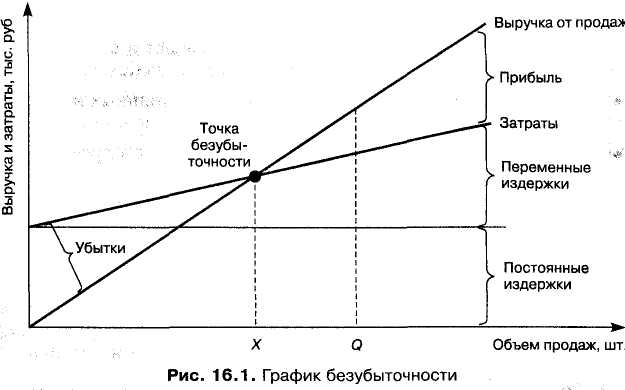 Выручка и затраты, тыс. руб
Выручка от продаж
Прибыль
Затраты
Точка
безубы-
точности
Переменные
издержки
Убытки
Постоянные
издержки
X
Q
Объем продаж, шт.
Рис. 16.1. График безубыточности